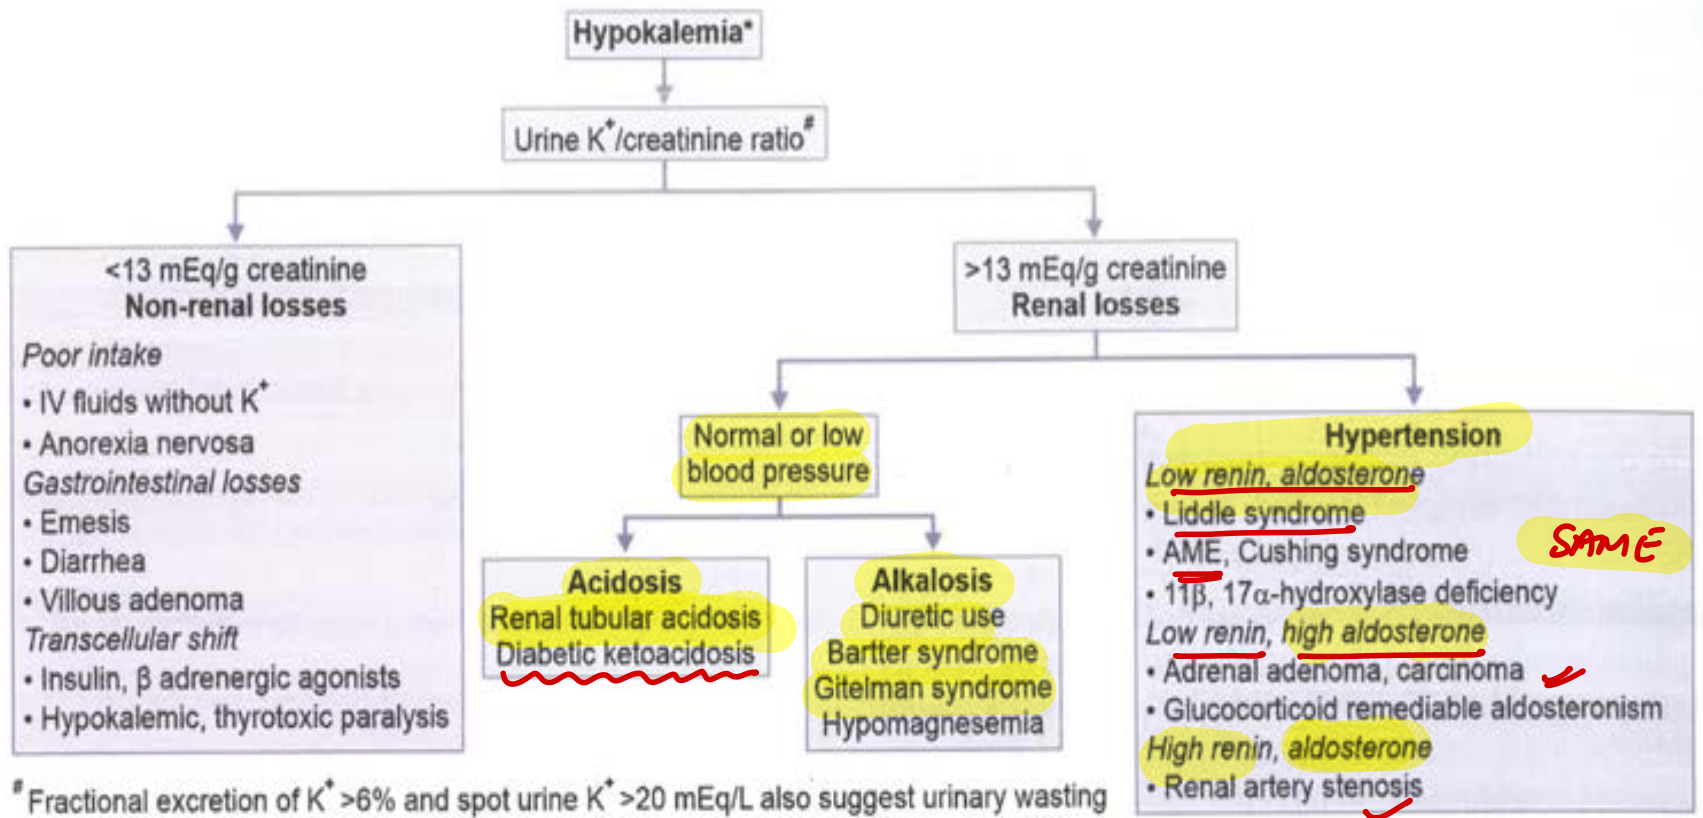 Hypokalemia*
Urine K⁺/creatinine ratio#
<13 mEq/g creatinine
Non-renal losses
Poor intake
• IV fluids without K⁺
• Anorexia nervosa
Gastrointestinal losses
• Emesis
• Diarrhea
• Villous adenoma
Transcellular shift
• Insulin, β adrenergic agonists
• Hypokalemic, thyrotoxic paralysis
>13 mEq/g creatinine
Renal losses
Normal or low
blood pressure
Acidosis
Renal tubular acidosis
Diabetic ketoacidosis
Alkalosis
Diuretic use
Bartter syndrome
Gitelman syndrome
Hypomagnesemia
Hypertension
Low renin, aldosterone
• Liddle syndrome
• AME, Cushing syndrome
SAME
• 11β, 17α-hydroxylase deficiency
Low renin, high aldosterone
• Adrenal adenoma, carcinoma
• Glucocorticoid remediable aldosteronism
High renin, aldosterone
• Renal artery stenosis
# Fractional excretion of K⁺ >6% and spot urine K⁺ >20 mEq/L also suggest urinary wasting